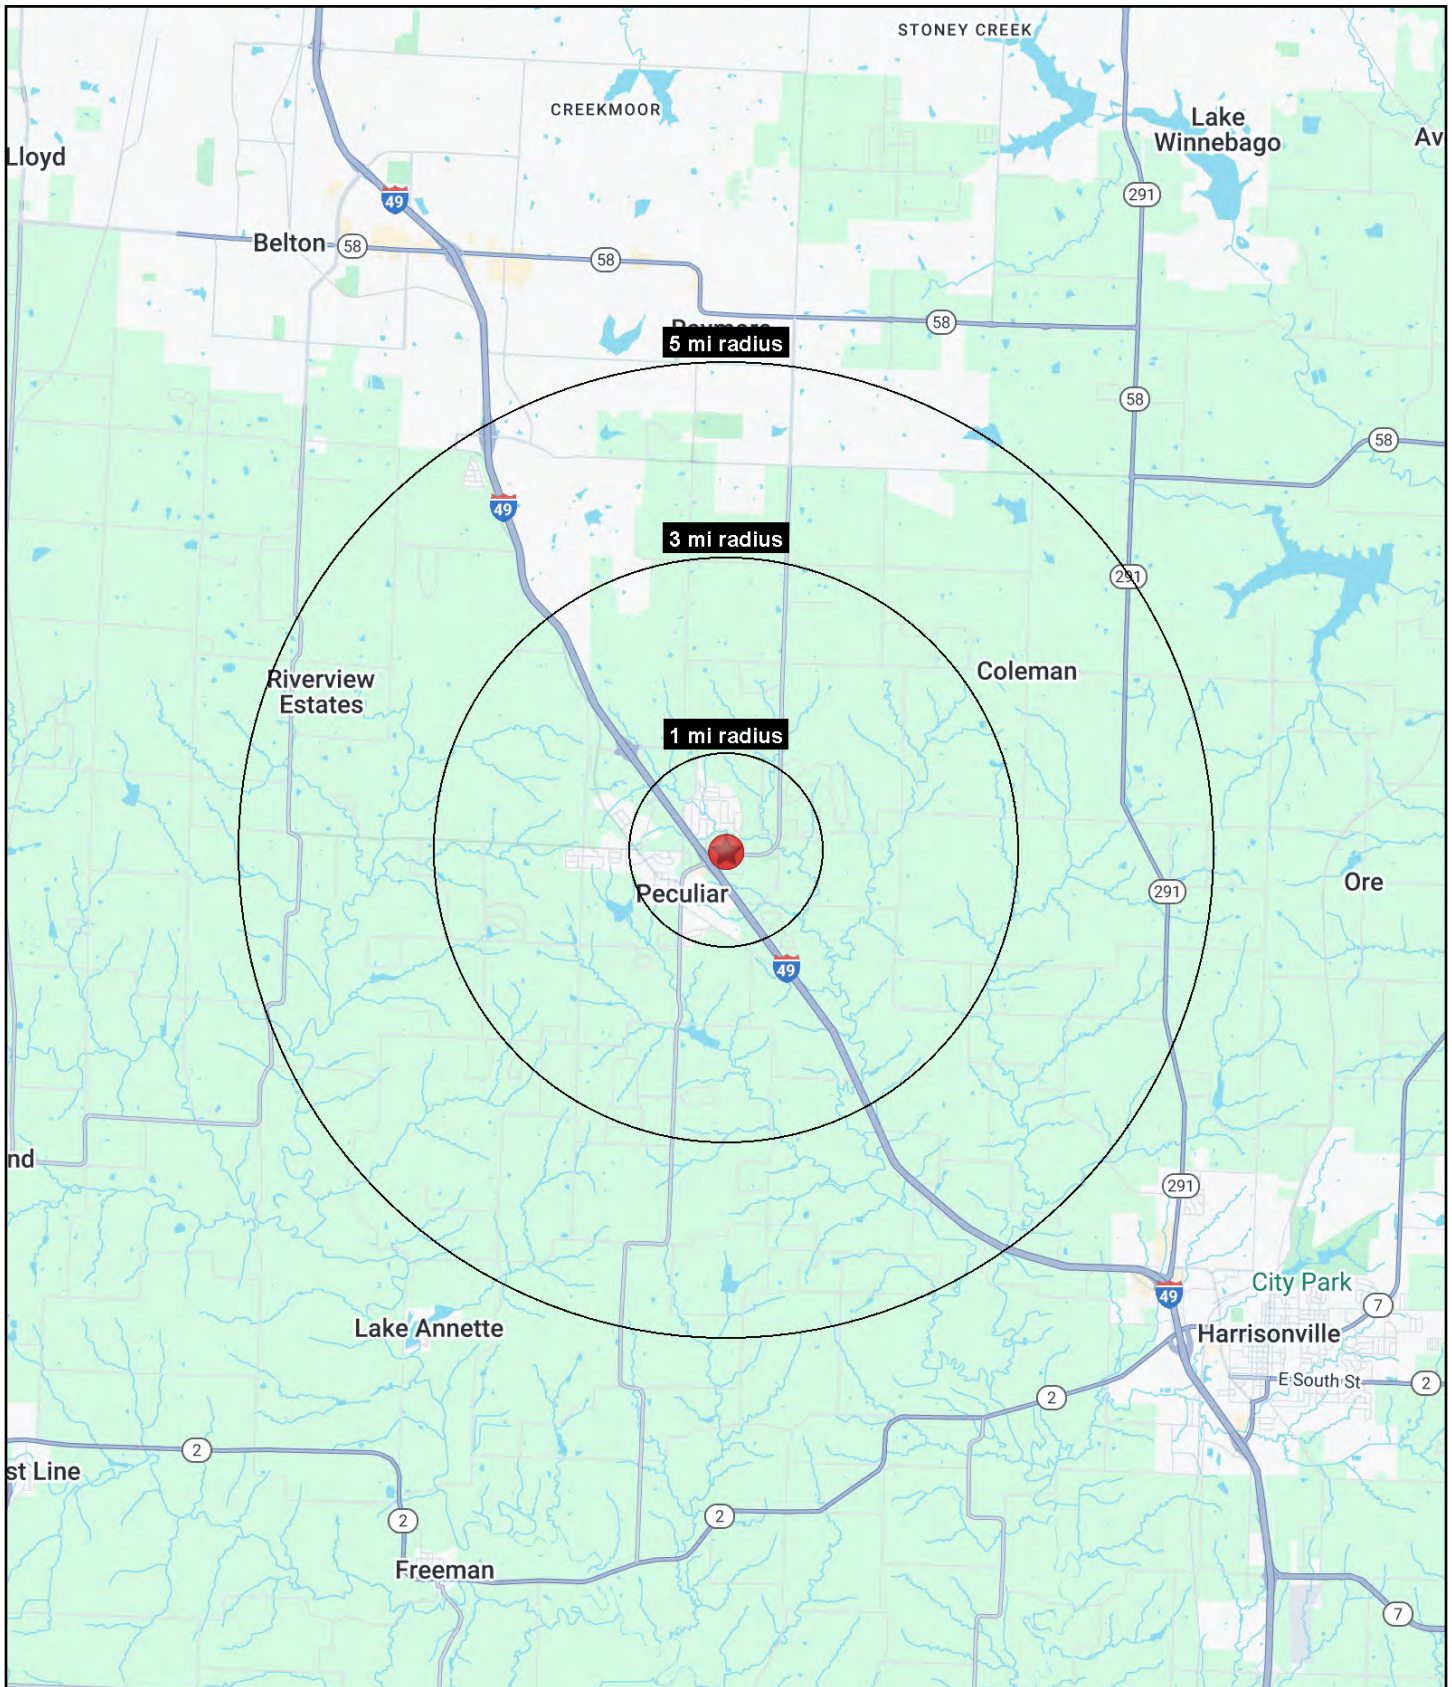 STONEY CREEK
CREEKMOOR
Lake
Winnebago
Av
Lloyd
291
49
Belton
58
58
58
5 mi radius
58
58
49
3 mi radius
291
Riverview
Estates
Coleman
1 mi radius
Peculiar
Ore
291
49
nd
291
City Park
49
7
Lake Annette
Harrisonville
E South St
2
2
2
st Line
2
2
Freeman
7